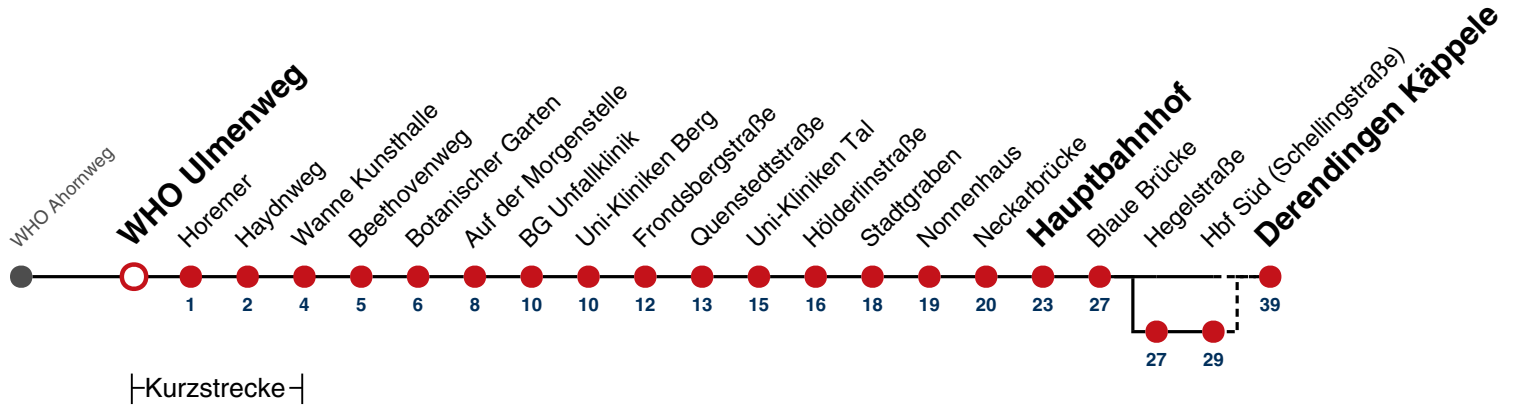 WHO Ahornweg
WHO Ulmenweg
Horemer
Haydnweg
Wanne Kunsthalle
Beethovenweg
Botanischer Garten
Auf der Morgenstelle
BG Unfallklinik
Uni-Kliniken Berg
Frondsbergstraße
Quenstedtstraße
Uni-Kliniken Tal
Hölderlinstraße
Stadtgraben
Nonnenhaus
Neckarbrücke
Hauptbahnhof
Blaue Brücke
Hegelstraße
Hbf Süd (Schellingstraße)
Derendingen Käppele
1 2 4 5 6 8 10 10 12 13 15 16 18 19 20 23 27 39
27 29
Kurzstrecke